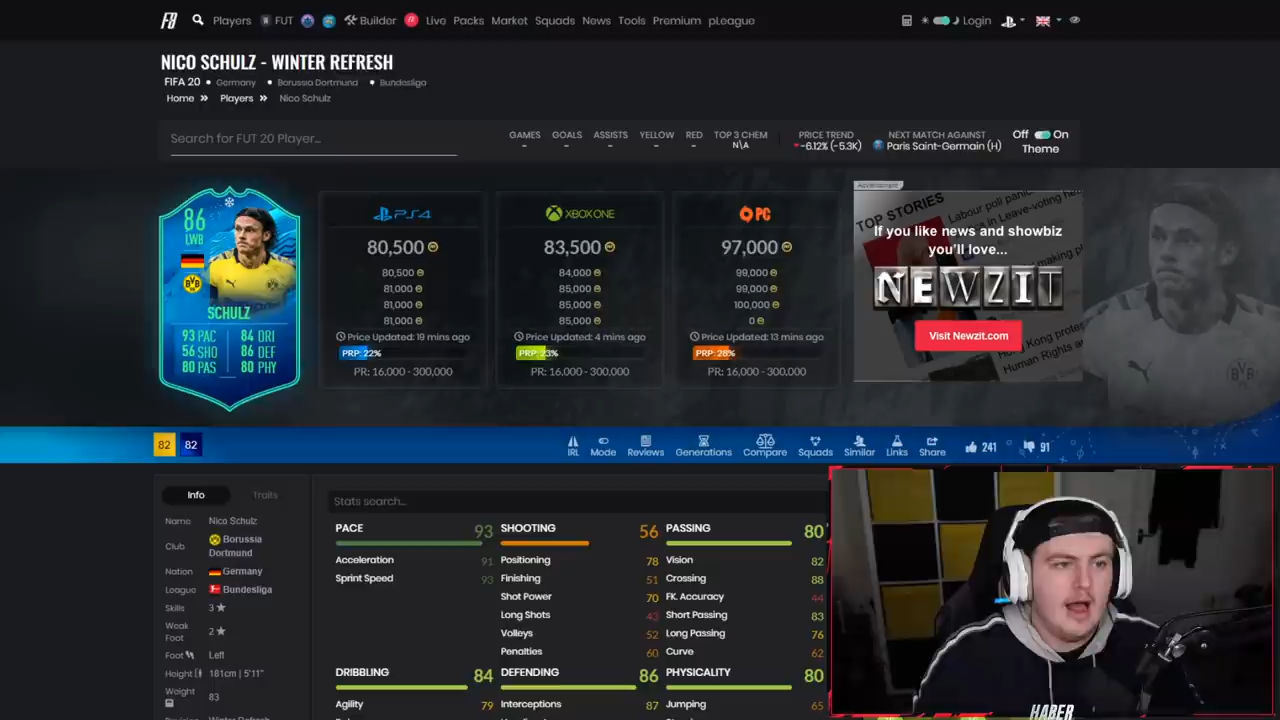 F8 Players FUT Builder Live Packs Market Squads News Tools Premium pLeague Login
NICO SCHULZ - WINTER REFRESH
FIFA 20 • Germany • Borussia Dortmund • Bundesliga
Home » Players » Nico Schulz
Search for FUT 20 Player...
GAMES GOALS ASSISTS YELLOW RED TOP 3 CHEM PRICE TREND NEXT MATCH AGAINST Off On
- - - - - N\A -6.12% (-5.3K) Paris Saint-Germain (H) Theme
86
LWB
SCHULZ
93 PAC 84 DRI
56 SHO 86 DEF
80 PAS 80 PHY
PS4
80,500
80,500
81,000
81,000
81,000
Price Updated: 19 mins ago
PRP: 22%
PR: 16,000 - 300,000
XBOX ONE
83,500
84,000
85,000
85,000
85,000
Price Updated: 4 mins ago
PRP: 23%
PR: 16,000 - 300,000
PC
97,000
99,000
99,000
100,000
0
Price Updated: 13 mins ago
PRP: 28%
PR: 16,000 - 300,000
Advertisement
TOP STORIES
If you like news and showbiz
you'll love...
NEWZIT
Visit Newzit.com
82 82
IRL Mode Reviews Generations Compare Squads Similar Links Share 241 91
Info Traits
Name Nico Schulz
Club Borussia
Dortmund
Nation Germany
League Bundesliga
Skills 3 ★
Weak
Foot 2 ★
Foot Left
Height 181cm | 5'11"
Weight 83
Winter Refresh
Stats search...
PACE 93
Acceleration 91
Sprint Speed 93
SHOOTING 56
Positioning 78
Finishing 51
Shot Power 70
Long Shots 43
Volleys 52
Penalties 60
PASSING 80
Vision 82
Crossing 88
FK. Accuracy 44
Short Passing 83
Long Passing 76
Curve 62
DRIBBLING 84
Agility 79
DEFENDING 86
Interceptions 87
PHYSICALITY 80
Jumping 65
HABER